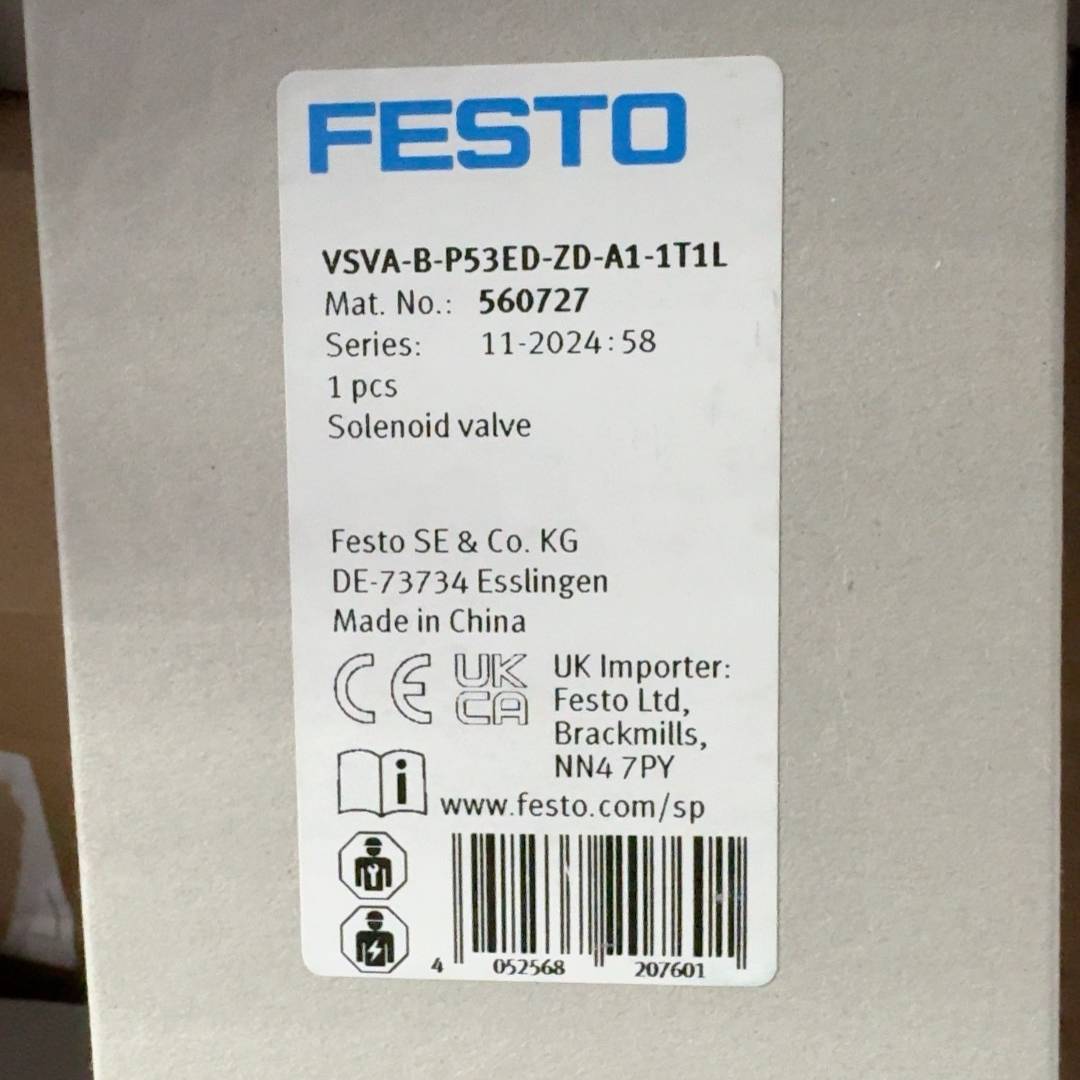 FESTO
VSVA-B-P53ED-ZD-A1-1T1L
Mat. No.: 560727
Series: 11-2024:58
1 pcs
Solenoid valve
Festo SE & Co. KG
DE-73734 Esslingen
Made in China
CE UK CA
UK Importer:
Festo Ltd,
Brackmills,
NN4 7PY
i
www.festo.com/sp
4 052568 207601